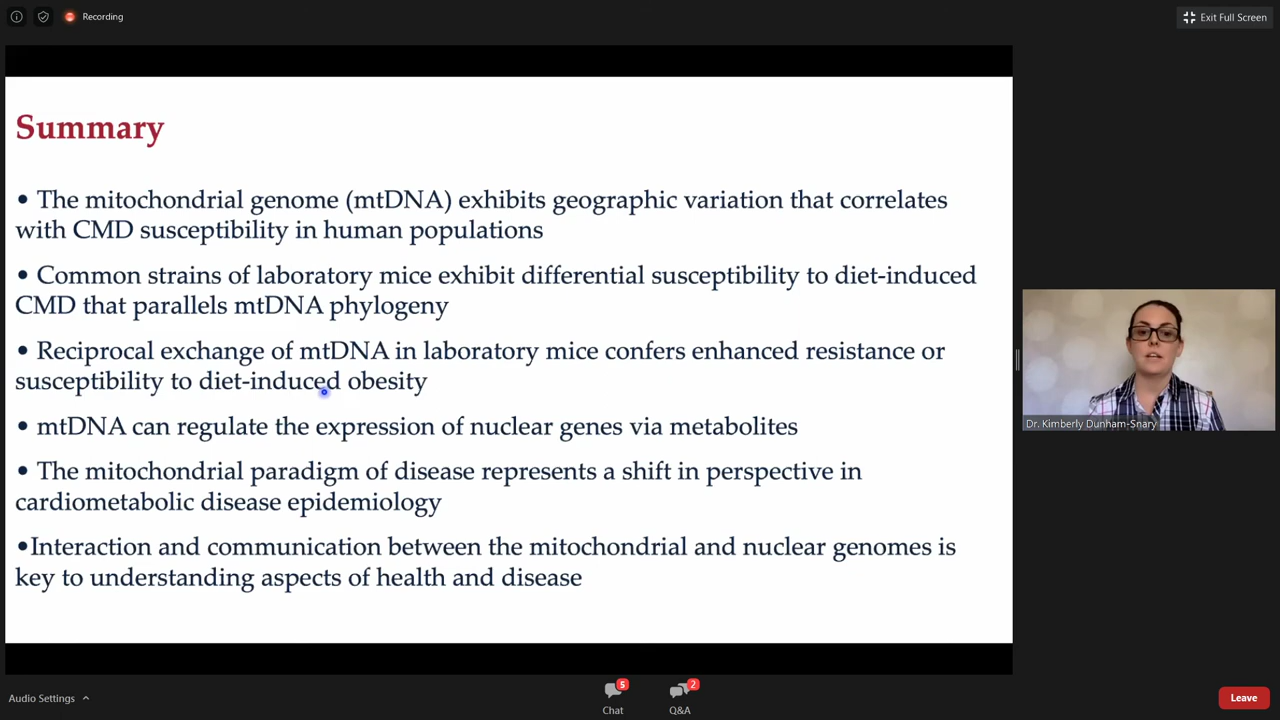 Recording
Exit Full Screen
Summary
• The mitochondrial genome (mtDNA) exhibits geographic variation that correlates
with CMD susceptibility in human populations
• Common strains of laboratory mice exhibit differential susceptibility to diet-induced
CMD that parallels mtDNA phylogeny
• Reciprocal exchange of mtDNA in laboratory mice confers enhanced resistance or
susceptibility to diet-induced obesity
• mtDNA can regulate the expression of nuclear genes via metabolites
• The mitochondrial paradigm of disease represents a shift in perspective in
cardiometabolic disease epidemiology
•Interaction and communication between the mitochondrial and nuclear genomes is
key to understanding aspects of health and disease
Dr. Kimberly Dunham-Snary
Audio Settings
5
Chat
2
Q&A
Leave